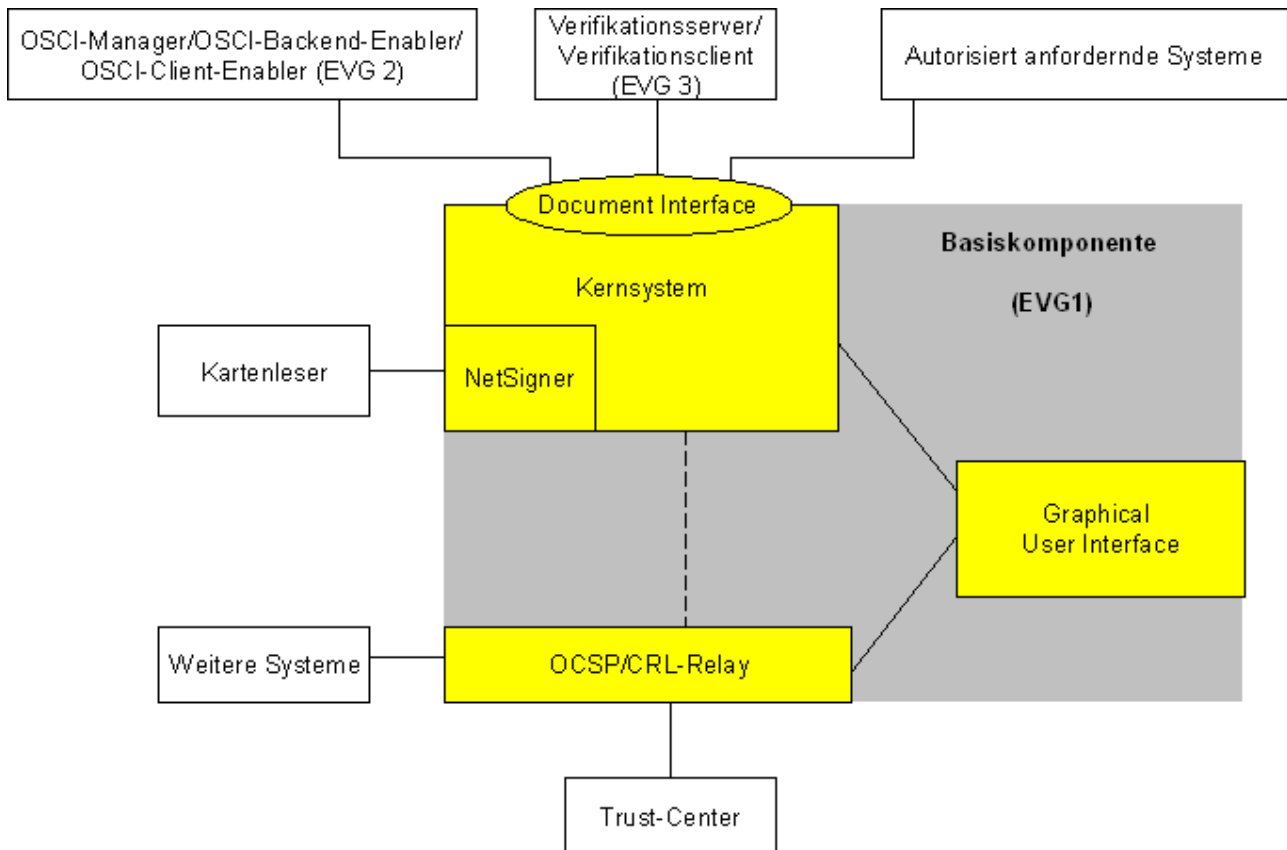 OSCI-Manager/OSCI-Backend-Enabler/
OSCI-Client-Enabler (EVG 2)
Verifikationsserver/
Verifikationsclient
(EVG 3)
Autorisiert anfordernde Systeme
Document Interface
Basiskomponente
(EVG1)
Kernsystem
Kartenleser
NetSigner
Graphical
User Interface
Weitere Systeme
OCSP/CRL-Relay
Trust-Center